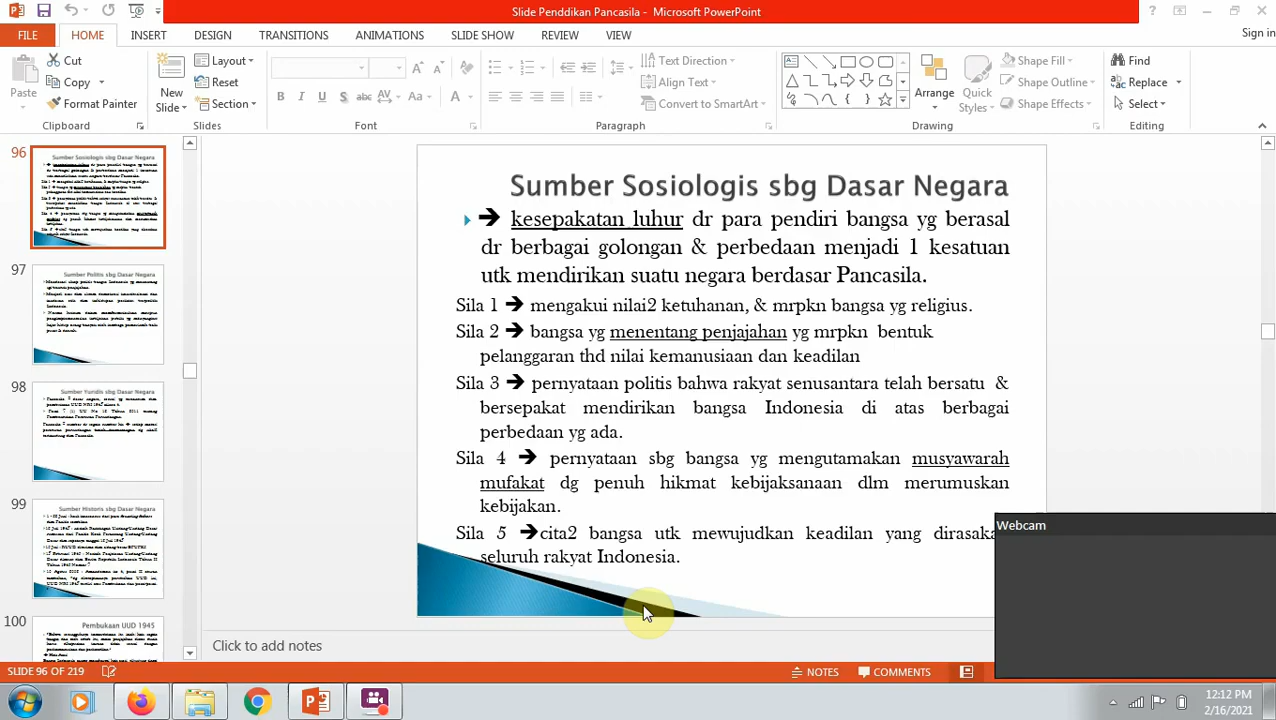 Slide Penddikan Pancasila - Microsoft PowerPoint
FILE HOME INSERT DESIGN TRANSITIONS ANIMATIONS SLIDE SHOW REVIEW VIEW Sign in
Paste Cut Copy Format Painter
Clipboard
New Slide Layout Reset Section
Slides
B I U S abc AV Aa A
Font
Text Direction Align Text Convert to SmartArt
Paragraph
Arrange Quick Styles Shape Fill Shape Outline Shape Effects
Drawing
Find Replace Select
Editing
96
Sumber Sosiologis sbg Dasar Negara
97
Sumber Politis sbg Dasar Negara
98
Sumber Yuridis sbg Dasar Negara
99
Sumber Historis sbg Dasar Negara
100
Pembukaan UUD 1945
Sumber Sosiologis sbg Dasar Negara
➔ kesepakatan luhur dr para pendiri bangsa yg berasal
dr berbagai golongan & perbedaan menjadi 1 kesatuan
utk mendirikan suatu negara berdasar Pancasila.
Sila 1 ➔ mengakui nilai2 ketuhanan, yg mrpkn bangsa yg religius.
Sila 2 ➔ bangsa yg menentang penjajahan yg mrpkn bentuk
pelanggaran thd nilai kemanusiaan dan keadilan
Sila 3 ➔ pernyataan politis bahwa rakyat senusantara telah bersatu &
bersepakat mendirikan bangsa Indonesia di atas berbagai
perbedaan yg ada.
Sila 4 ➔ pernyataan sbg bangsa yg mengutamakan musyawarah
mufakat dg penuh hikmat kebijaksanaan dlm merumuskan
kebijakan.
Sila 5 ➔cita2 bangsa utk mewujudkan keadilan yang dirasaka
seluruh rakyat Indonesia.
Webcam
Click to add notes
SLIDE 96 OF 219 NOTES COMMENTS
12:12 PM
2/16/2021